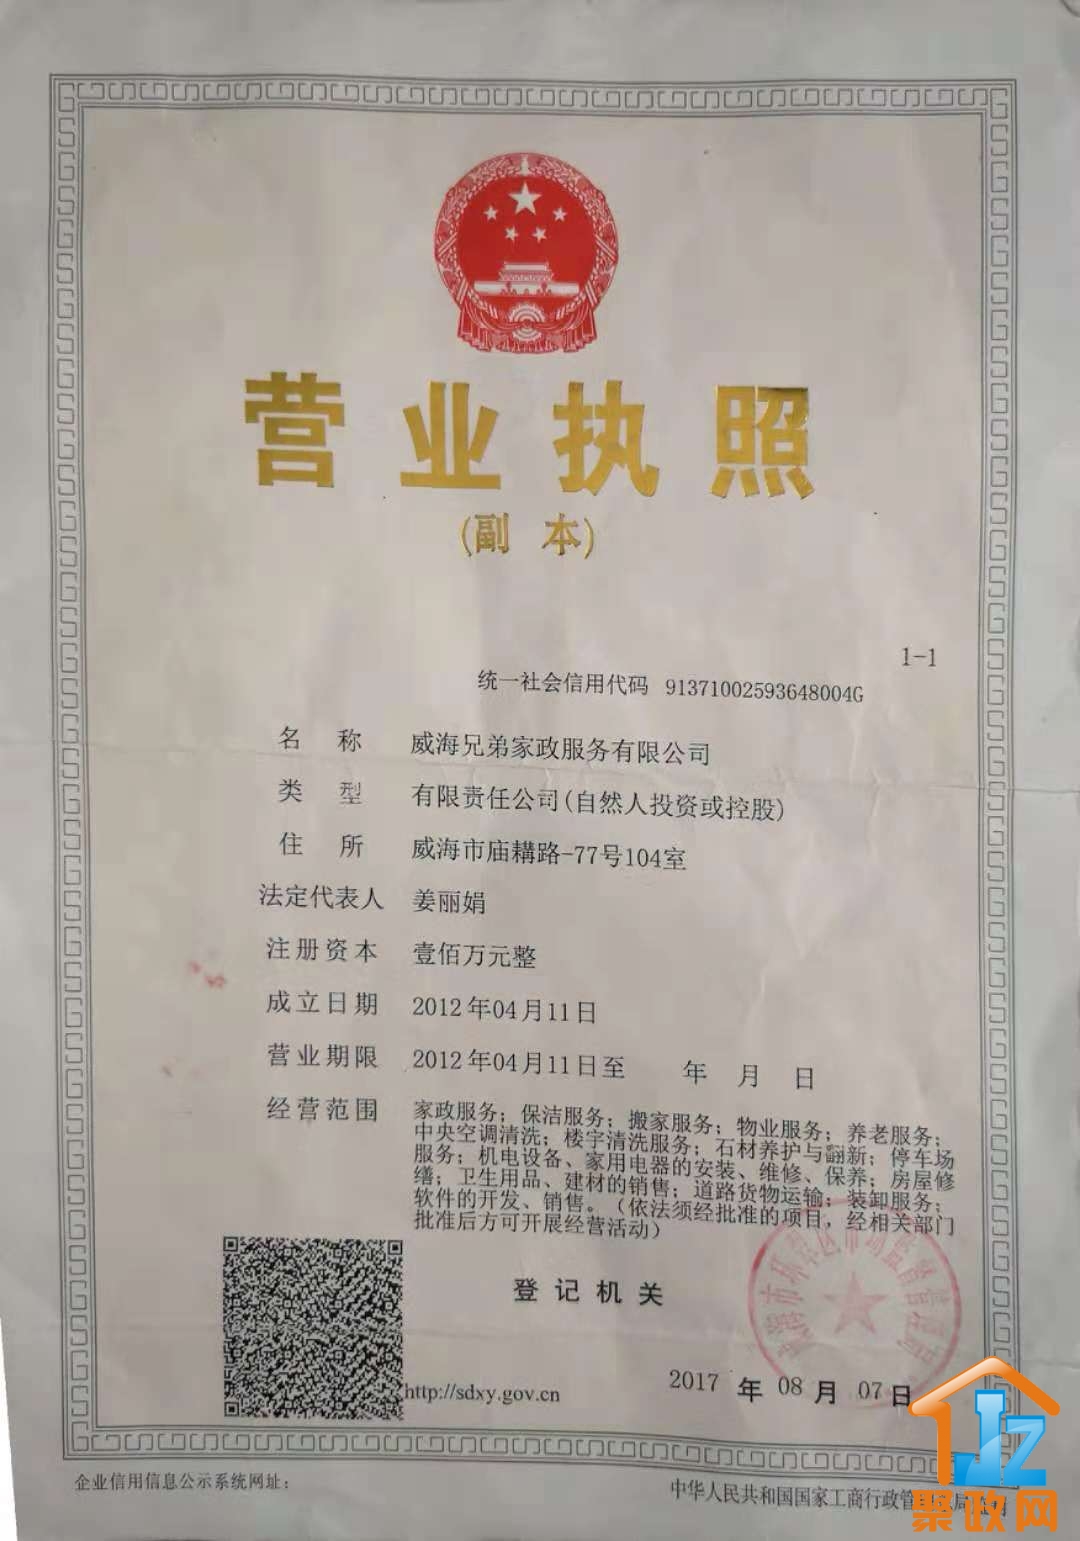 营业执照
(副 本)
1-1
统一社会信用代码 91371002593648004G
名 称 威海兄弟家政服务有限公司
类 型 有限责任公司(自然人投资或控股)
住 所 威海市庙耩路-77号104室
法定代表人 姜丽娟
注册资本 壹佰万元整
成立日期 2012年04月11日
营业期限 2012年04月11日至 年 月 日
经营范围 家政服务；保洁服务；搬家服务；物业服务；养老服务；
中央空调清洗；楼宇清洗服务；石材养护与翻新；停车场
服务；机电设备、家用电器的安装、维修、保养；房屋修
缮；卫生用品、建材的销售；道路货物运输；装卸服务；
软件的开发、销售。（依法须经批准的项目，经相关部门
批准后方可开展经营活动）
登记机关
http://sdxy.gov.cn
2017 年 08 月 07 日
企业信用信息公示系统网址：
中华人民共和国国家工商行政管
JZ
聚政网